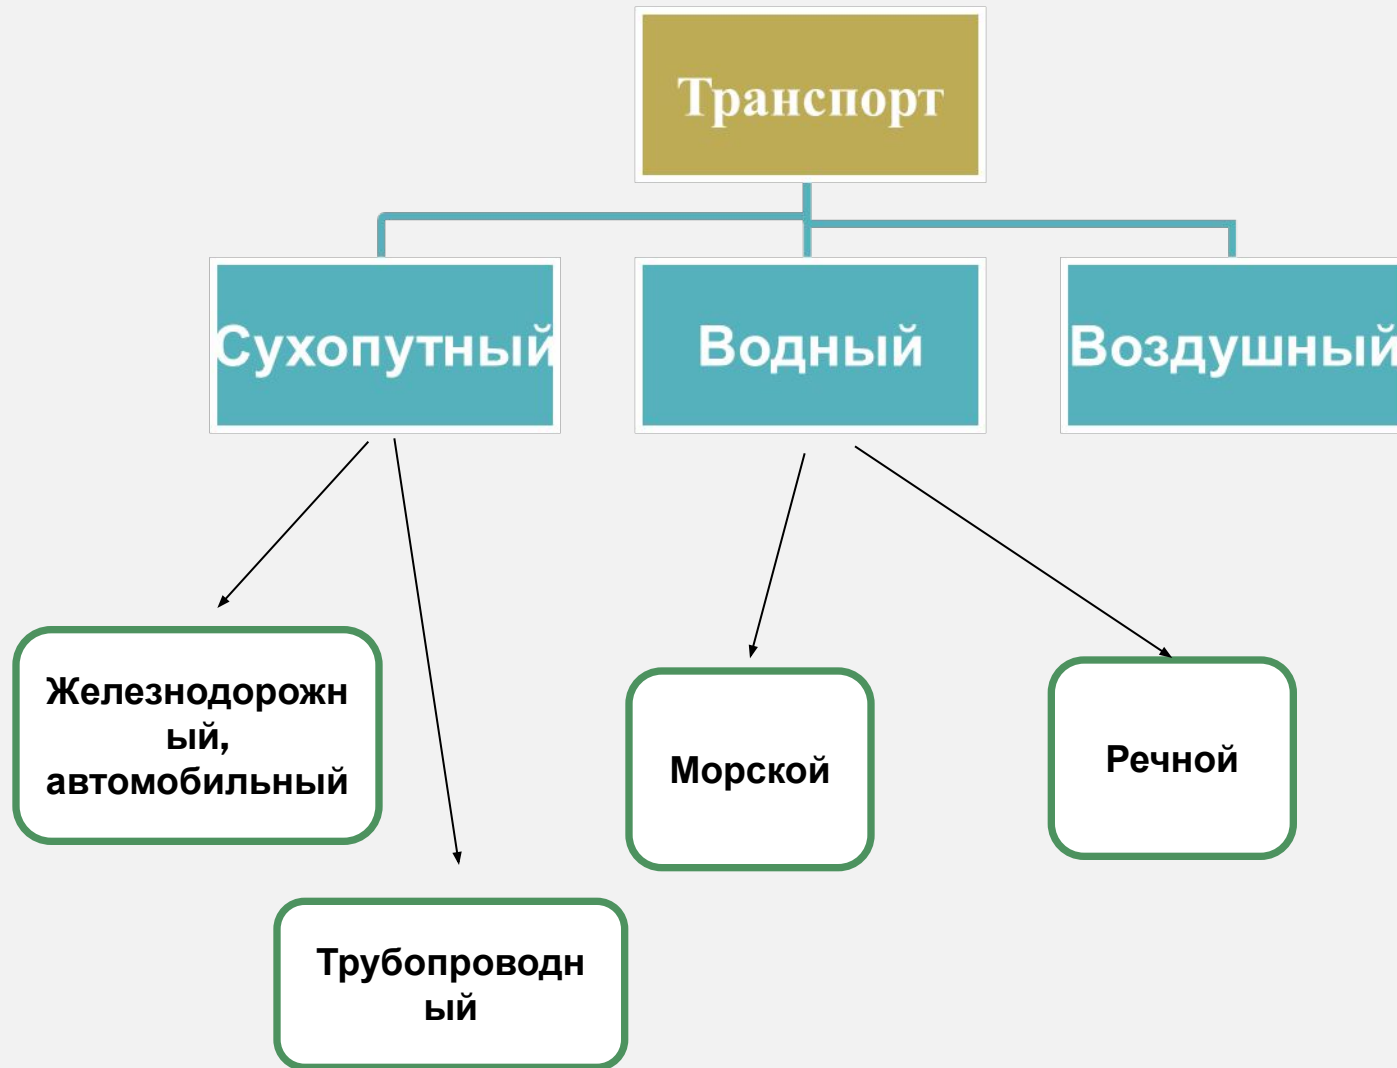 Транспорт
Сухопутный
Водный
Воздушный
Железнодорожн
ый,
автомобильный
Морской
Речной
Трубопроводн
ый